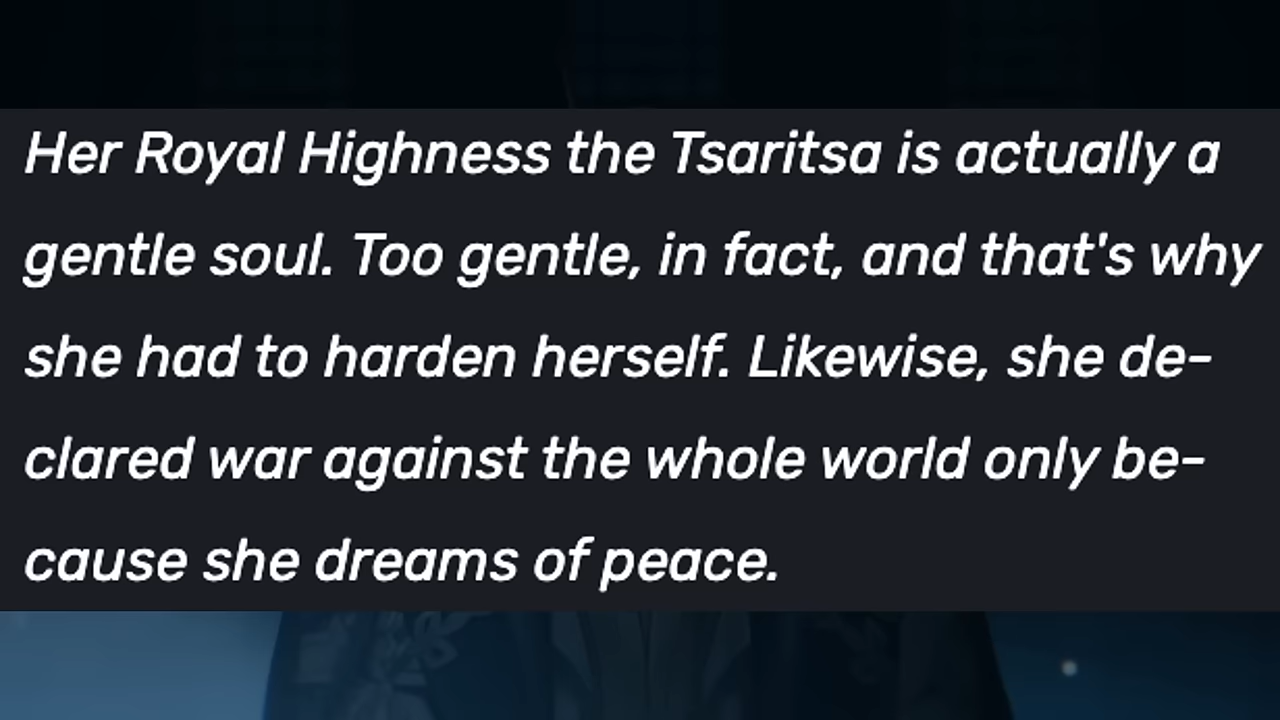 Her Royal Highness the Tsaritsa is actually a
gentle soul. Too gentle, in fact, and that's why
she had to harden herself. Likewise, she de-
clared war against the whole world only be-
cause she dreams of peace.